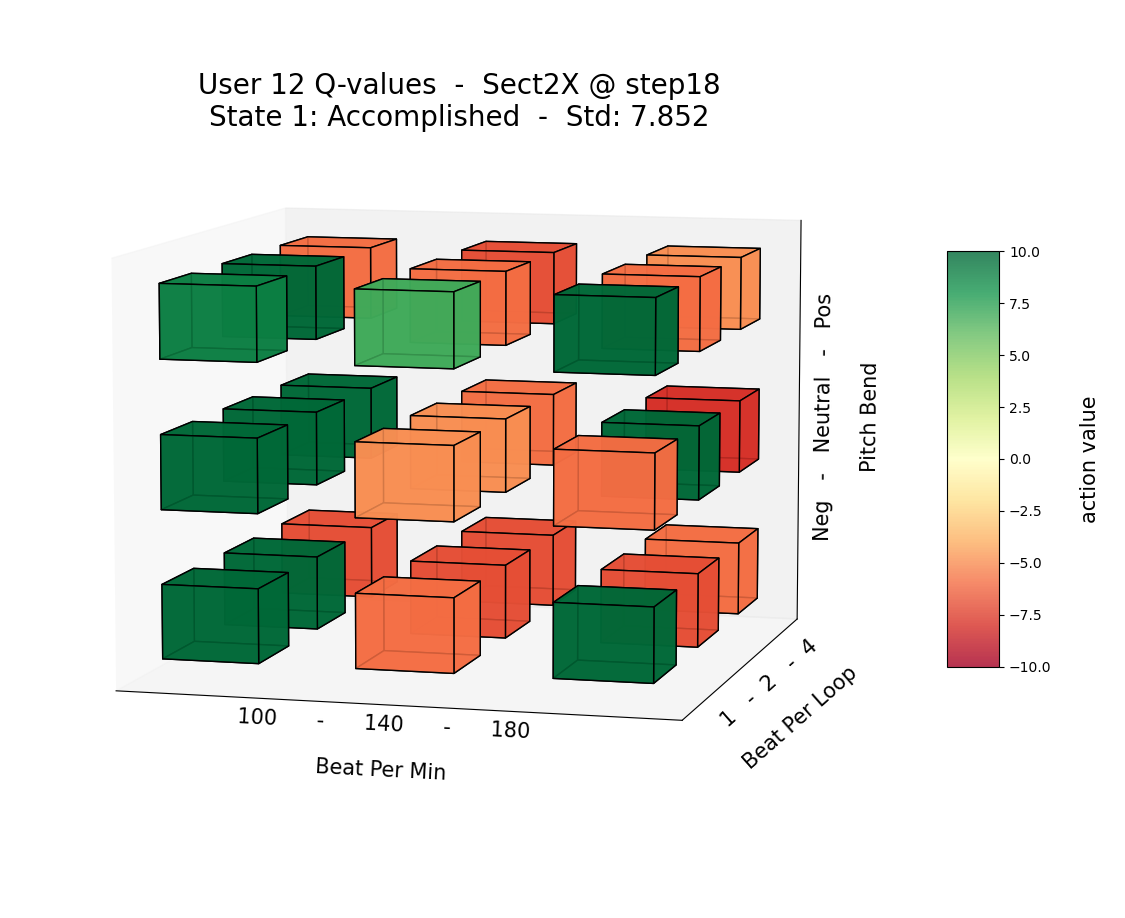 User 12 Q-values  -  Sect2X @ step18
State 1: Accomplished  -  Std: 7.852
Neg  -  Neutral  -  Pos
Pitch Bend
100  -  140  -  180
Beat Per Min
1  -  2  -  4
Beat Per Loop
10.0
7.5
5.0
2.5
0.0
−2.5
−5.0
−7.5
−10.0
action value